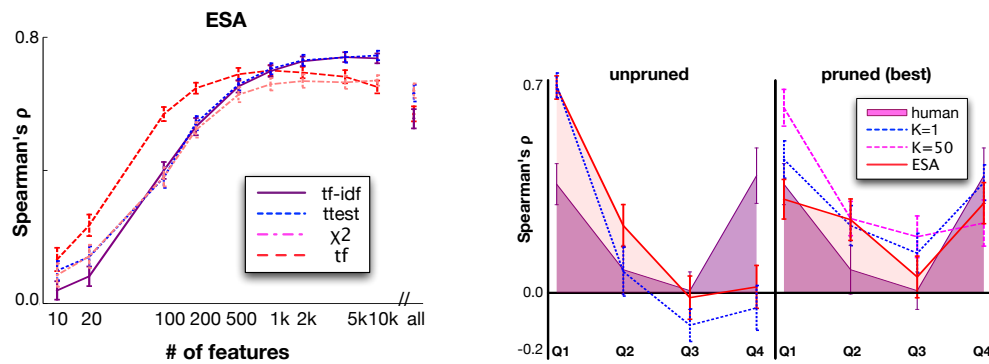 ESA
0.8
Spearman's ρ
0.0
tf-idf
ttest
χ2
tf
10 20 100 200 500 1k 2k 5k 10k // all
# of features
unpruned pruned (best)
0.7
Spearman's ρ
0.0
-0.2
human
K=1
K=50
ESA
Q1 Q2 Q3 Q4 Q1 Q2 Q3 Q4